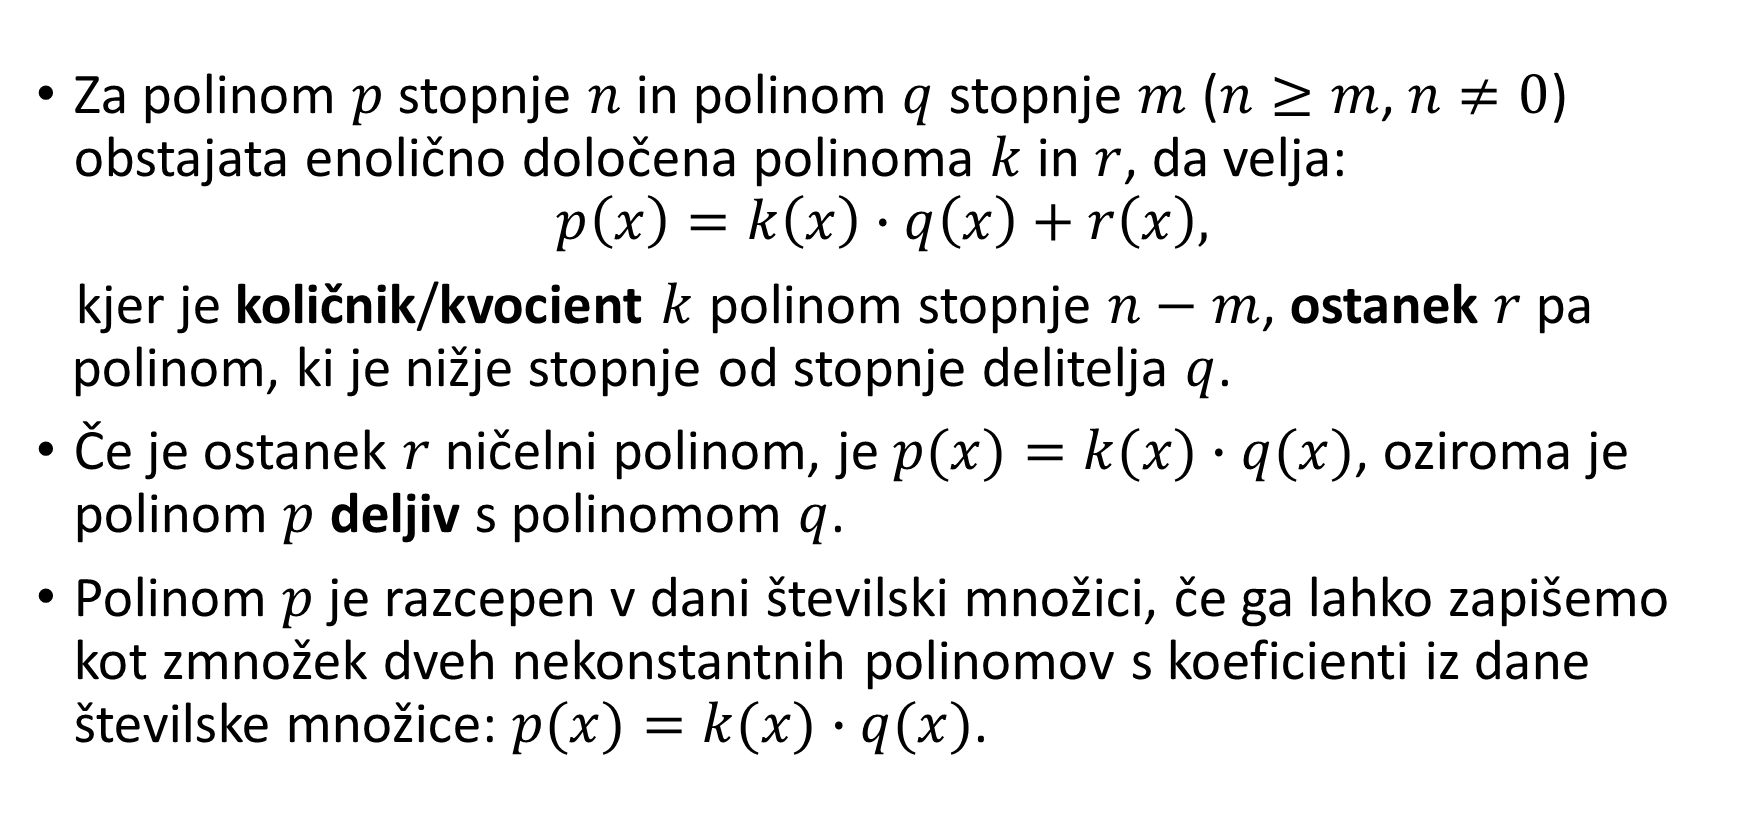 • Za polinom 𝑝 stopnje 𝑛 in polinom 𝑞 stopnje 𝑚 (𝑛 ≥ 𝑚, 𝑛 ≠ 0)
obstajata enolično določena polinoma 𝑘 in 𝑟, da velja:
𝑝(𝑥) = 𝑘(𝑥) · 𝑞(𝑥) + 𝑟(𝑥),
kjer je količnik/kvocient 𝑘 polinom stopnje 𝑛 − 𝑚, ostanek 𝑟 pa
polinom, ki je nižje stopnje od stopnje delitelja 𝑞.
• Če je ostanek 𝑟 ničelni polinom, je 𝑝(𝑥) = 𝑘(𝑥) · 𝑞(𝑥), oziroma je
polinom 𝑝 deljiv s polinomom 𝑞.
• Polinom 𝑝 je razcepen v dani številski množici, če ga lahko zapišemo
kot zmnožek dveh nekonstantnih polinomov s koeficienti iz dane
številske množice: 𝑝(𝑥) = 𝑘(𝑥) · 𝑞(𝑥).